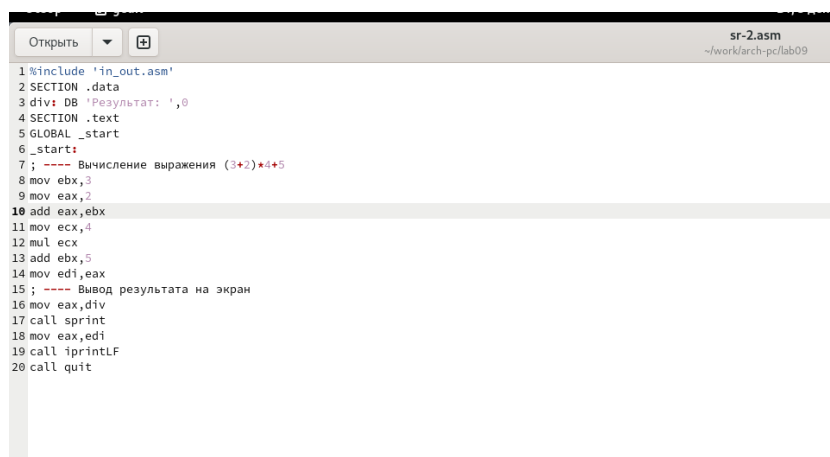 Открыть
sr-2.asm
~/work/arch-pc/lab09
1 %include 'in_out.asm'
2 SECTION .data
3 div: DB 'Результат: ',0
4 SECTION .text
5 GLOBAL _start
6 _start:
7 ; ---- Вычисление выражения (3+2)*4+5
8 mov ebx,3
9 mov eax,2
10 add eax,ebx
11 mov ecx,4
12 mul ecx
13 add ebx,5
14 mov edi,eax
15 ; ---- Вывод результата на экран
16 mov eax,div
17 call sprint
18 mov eax,edi
19 call iprintLF
20 call quit